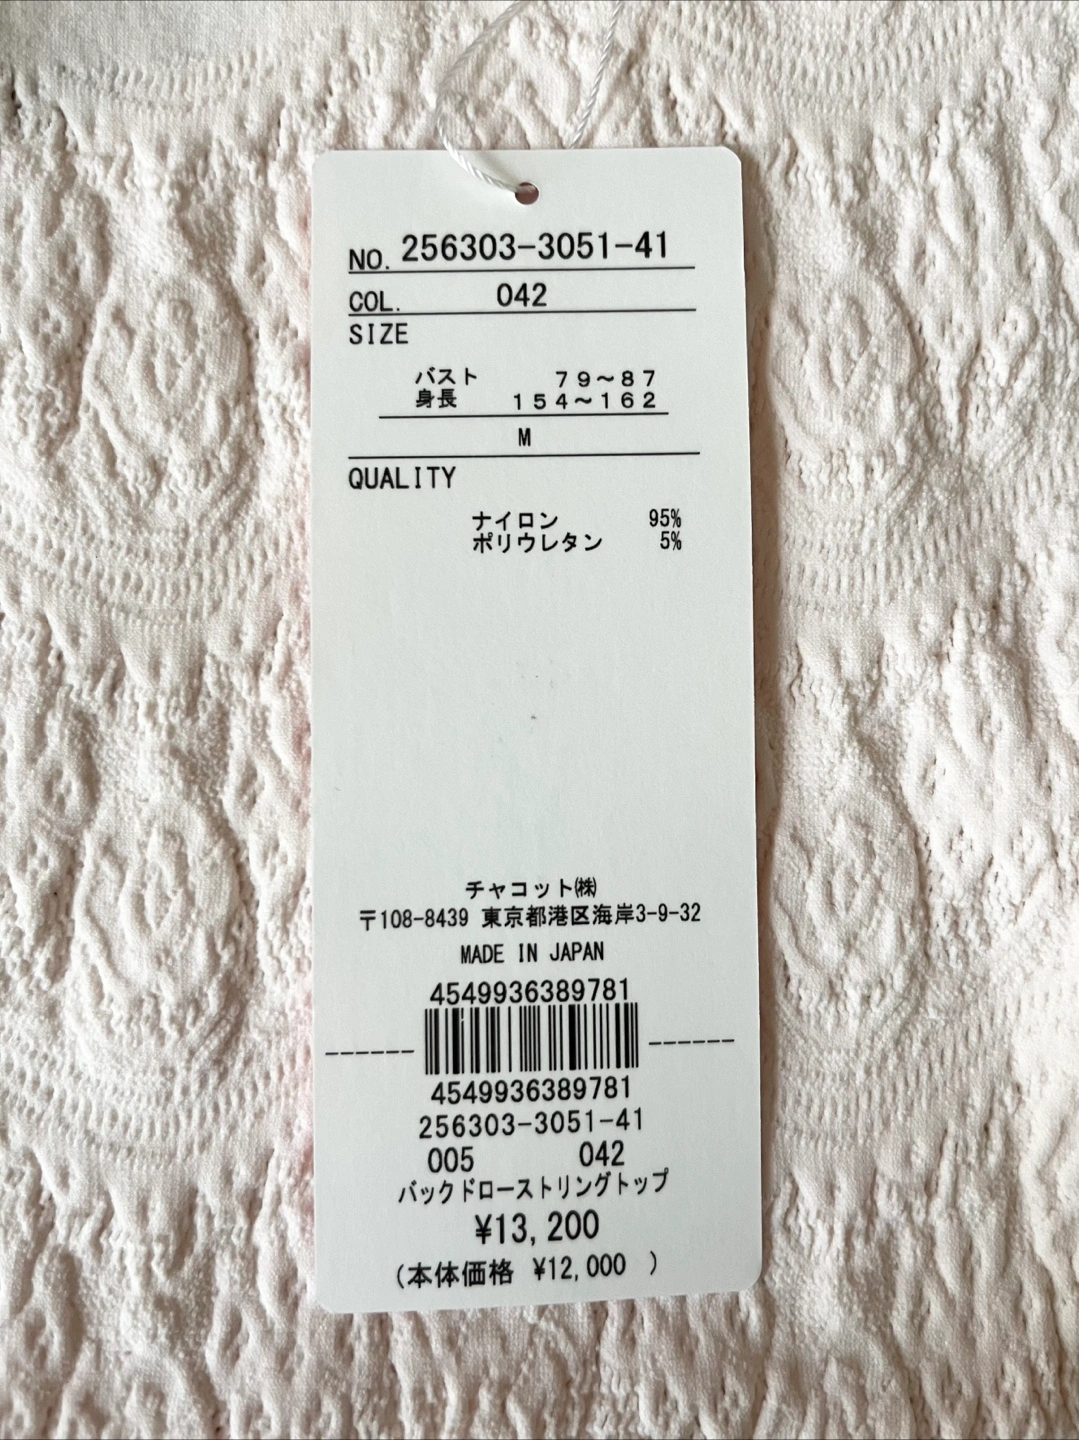 NO. 256303-3051-41
COL. 042
SIZE
バスト 79~87
身長 154~162
M
QUALITY
ナイロン 95%
ポリウレタン 5%
チャコット㈱
〒108-8439 東京都港区海岸3-9-32
MADE IN JAPAN
4549936389781
4549936389781
256303-3051-41
005 042
バックドローストリングトップ
¥13,200
(本体価格 ¥12,000 )